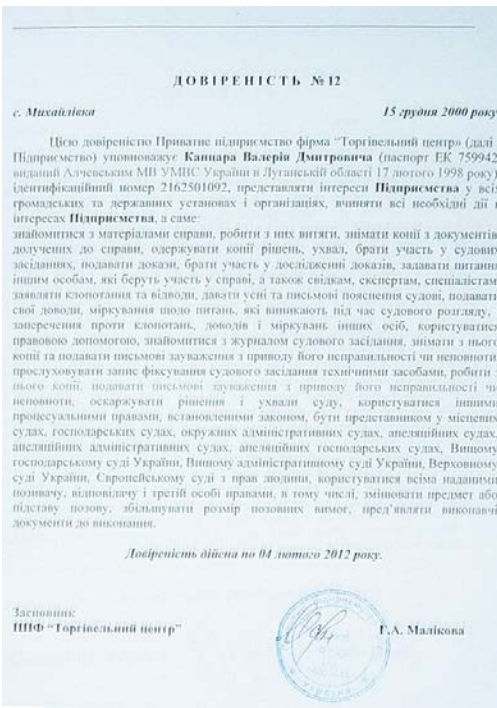 ДОВІРЕНІСТЬ №12
с. Михайлівка 15 грудня 2000 року
Цією довіреністю Приватне підприємство фірма "Торгівельний центр" (далі
Підприємство) уповноважує Канцара Валерія Дмитровича (паспорт ЕК 759942
виданий Алчевським МВ УМВС України в Луганській області 17 лютого 1998 року)
ідентифікаційний номер 2162501092, представляти інтереси Підприємства у всіх
громадських та державних установах і організаціях, вчиняти всі необхідні дії в
інтересах Підприємства, а саме:
знайомитися з матеріалами справи, робити з них витяги, знімати копії з документів
долучених до справи, одержувати копії рішень, ухвал, брати участь у судових
засіданнях, подавати докази, брати участь у дослідженні доказів, задавати питання
іншим особам, які беруть участь у справі, а також свідкам, експертам, спеціалістам
заявляти клопотання та відводи, давати усні та письмові пояснення судові, подавати
свої доводи, міркування щодо питань, які виникають під час судового розгляду,
заперечення проти клопотань, доводів і міркувань інших осіб, користуватися
правовою допомогою, знайомитися з журналом судового засідання, знімати з нього
копії та подавати письмові зауваження з приводу його неправильності чи неповноти
прослуховувати запис фіксування судового засідання технічними засобами, робити з
нього копії, подавати письмові зауваження з приводу його неправильності чи
неповноти, оскаржувати рішення і ухвали суду, користуватися іншими
процесуальними правами, встановленими законом, бути представником у місцевих
судах, господарських судах, окружних адміністративних судах, апеляційних судах,
апеляційних адміністративних судах, апеляційних господарських судах, Вищому
господарському суді України, Вищому адміністративному суді України, Верховному
суді України, Європейському суді з прав людини, користуватися всіма наданими
позивачу, відповідачу і третій особі правами, в тому числі, змінювати предмет або
підставу позову, збільшувати розмір позовних вимог, пред'являти виконавчі
документи до виконання.
Довіреність дійсна по 04 лютого 2012 року.
Засновник
ППФ "Торгівельний центр" Г.А. Малікова